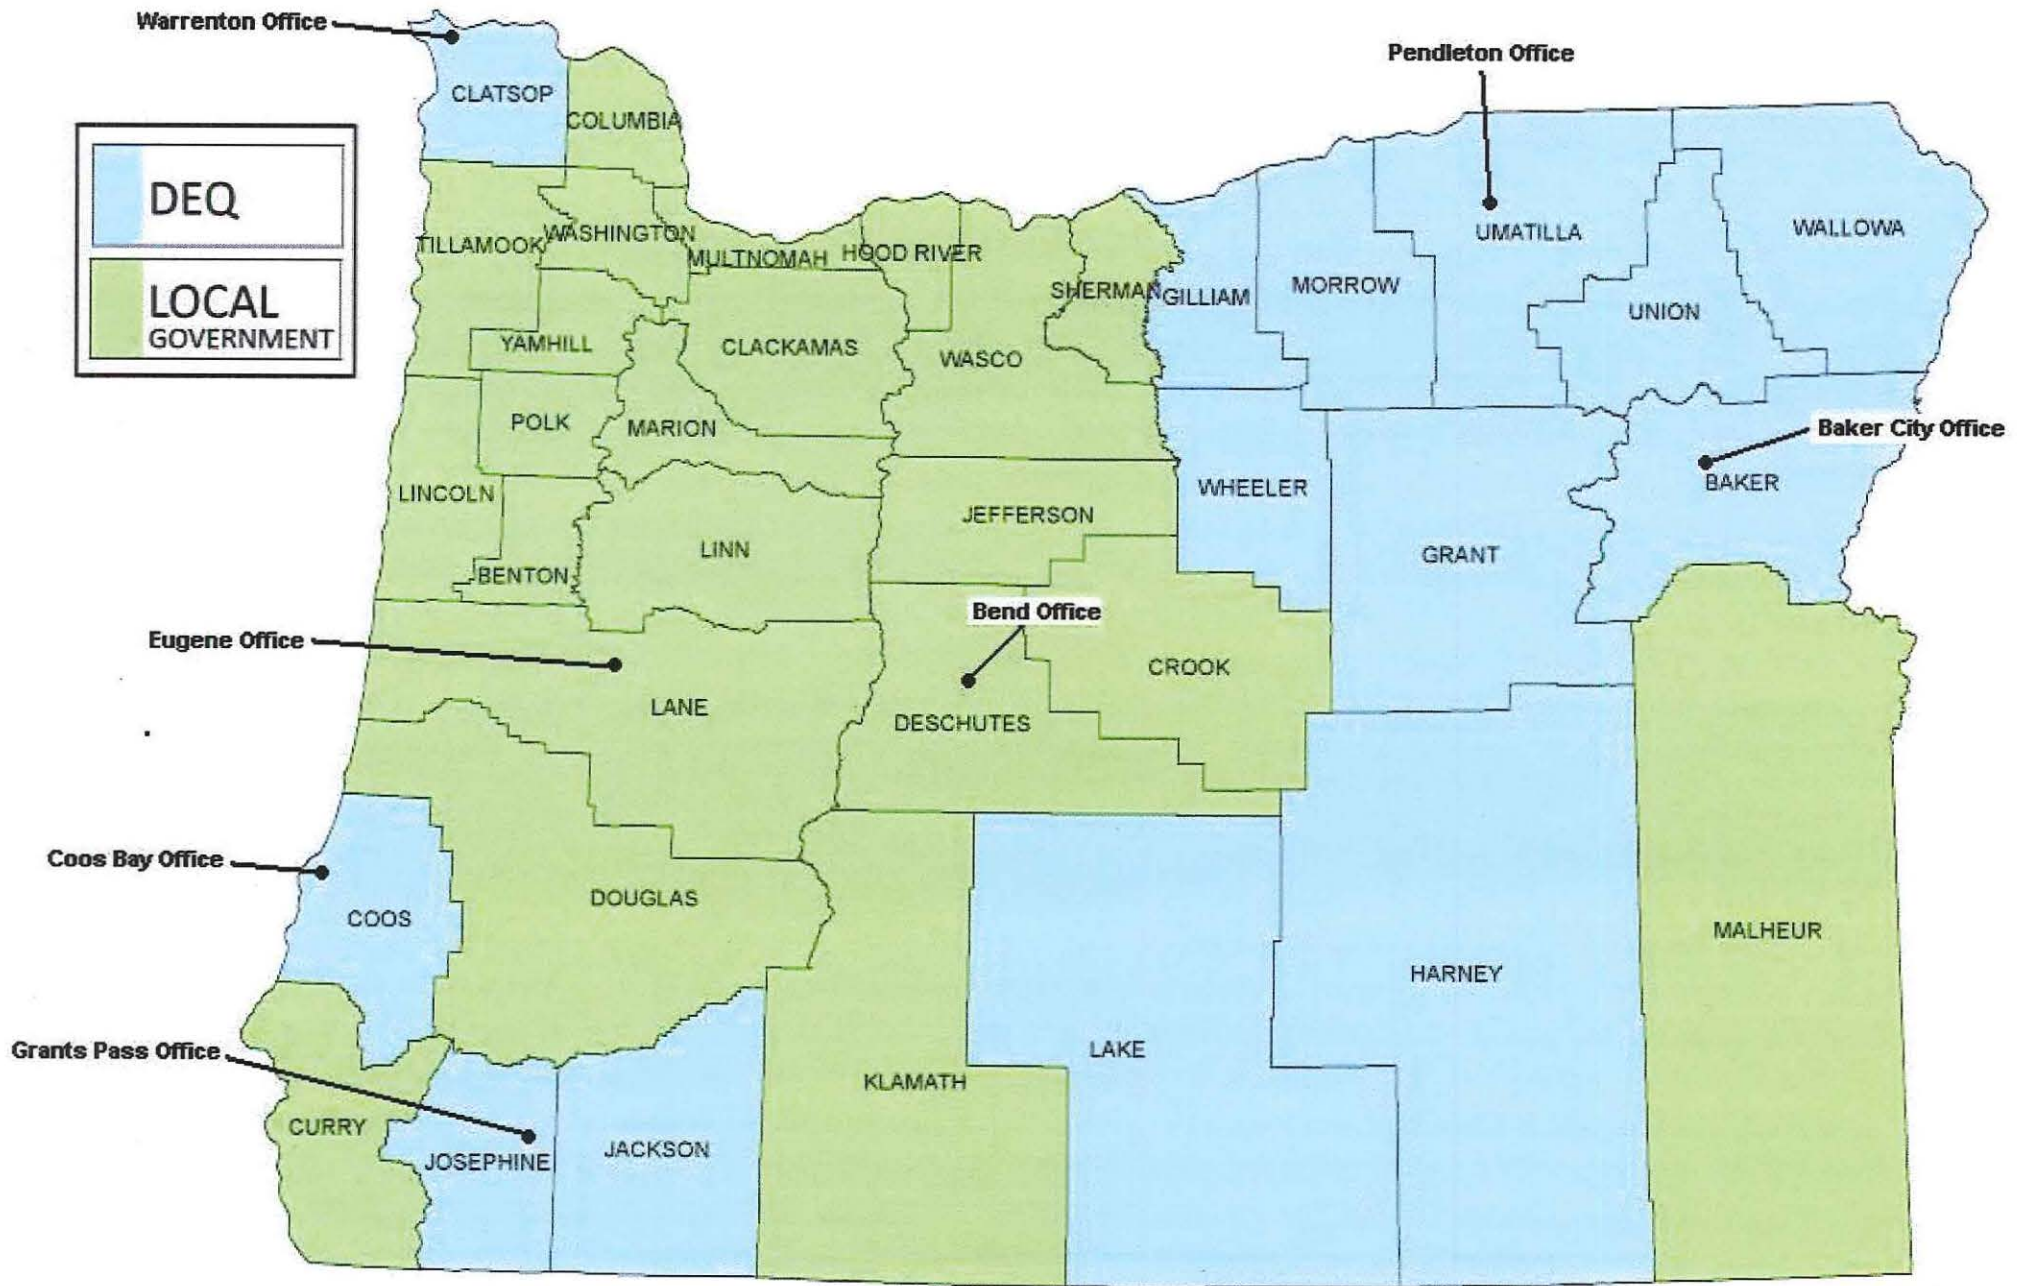 Warrenton Office
Pendleton Office
CLATSOP
COLUMBIA
DEQ
LOCAL
GOVERNMENT
TILLAMOOK
WASHINGTON
MULTNOMAH
HOOD RIVER
SHERMAN
GILLIAM
MORROW
UMATILLA
WALLOWA
UNION
YAMHILL
CLACKAMAS
WASCO
POLK
MARION
Baker City Office
BAKER
LINCOLN
WHEELER
JEFFERSON
LINN
GRANT
BENTON
Bend Office
Eugene Office
LANE
CROOK
DESCHUTES
Coos Bay Office
COOS
DOUGLAS
MALHEUR
HARNEY
Grants Pass Office
LAKE
KLAMATH
CURRY
JOSEPHINE
JACKSON